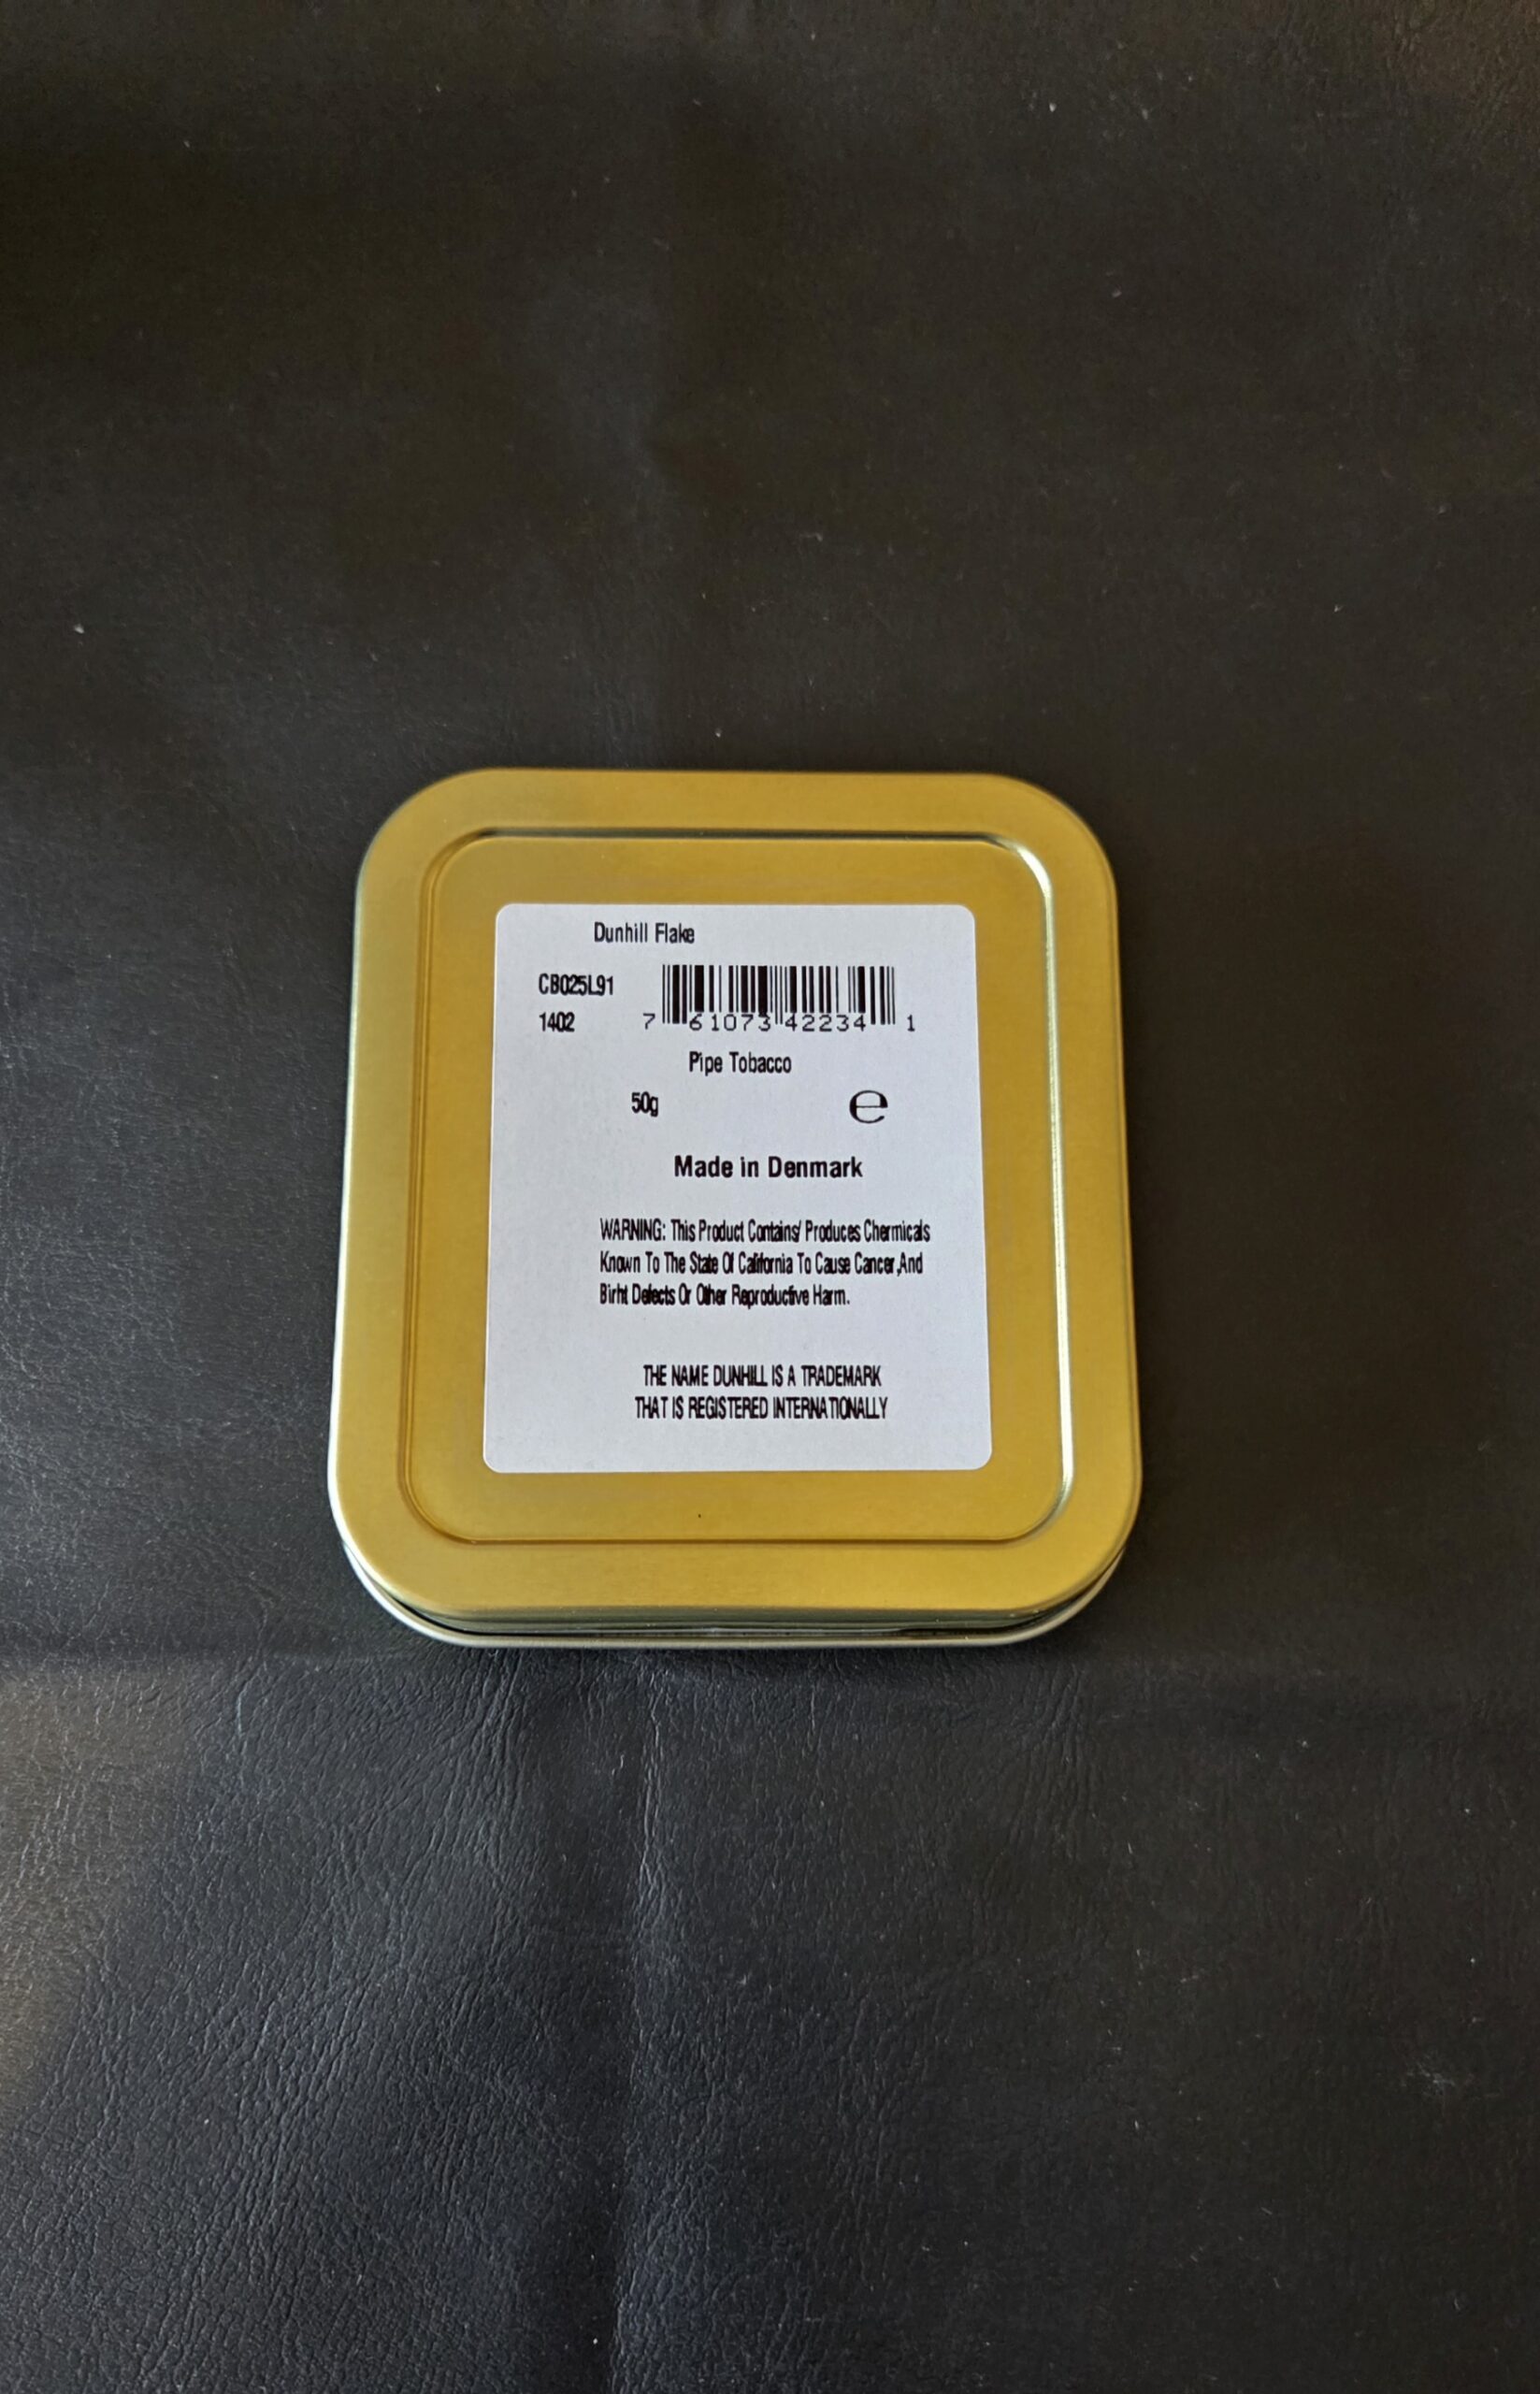 Dunhill Flake
CB025L91
1402
7 61073 42234 1
Pipe Tobacco
50g ℮
Made in Denmark
WARNING: This Product Contains/ Produces Chermicals
Known To The State Of California To Cause Cancer,And
Birht Defects Or Other Reproductive Harm.
THE NAME DUNHILL IS A TRADEMARK
THAT IS REGISTERED INTERNATIONALLY